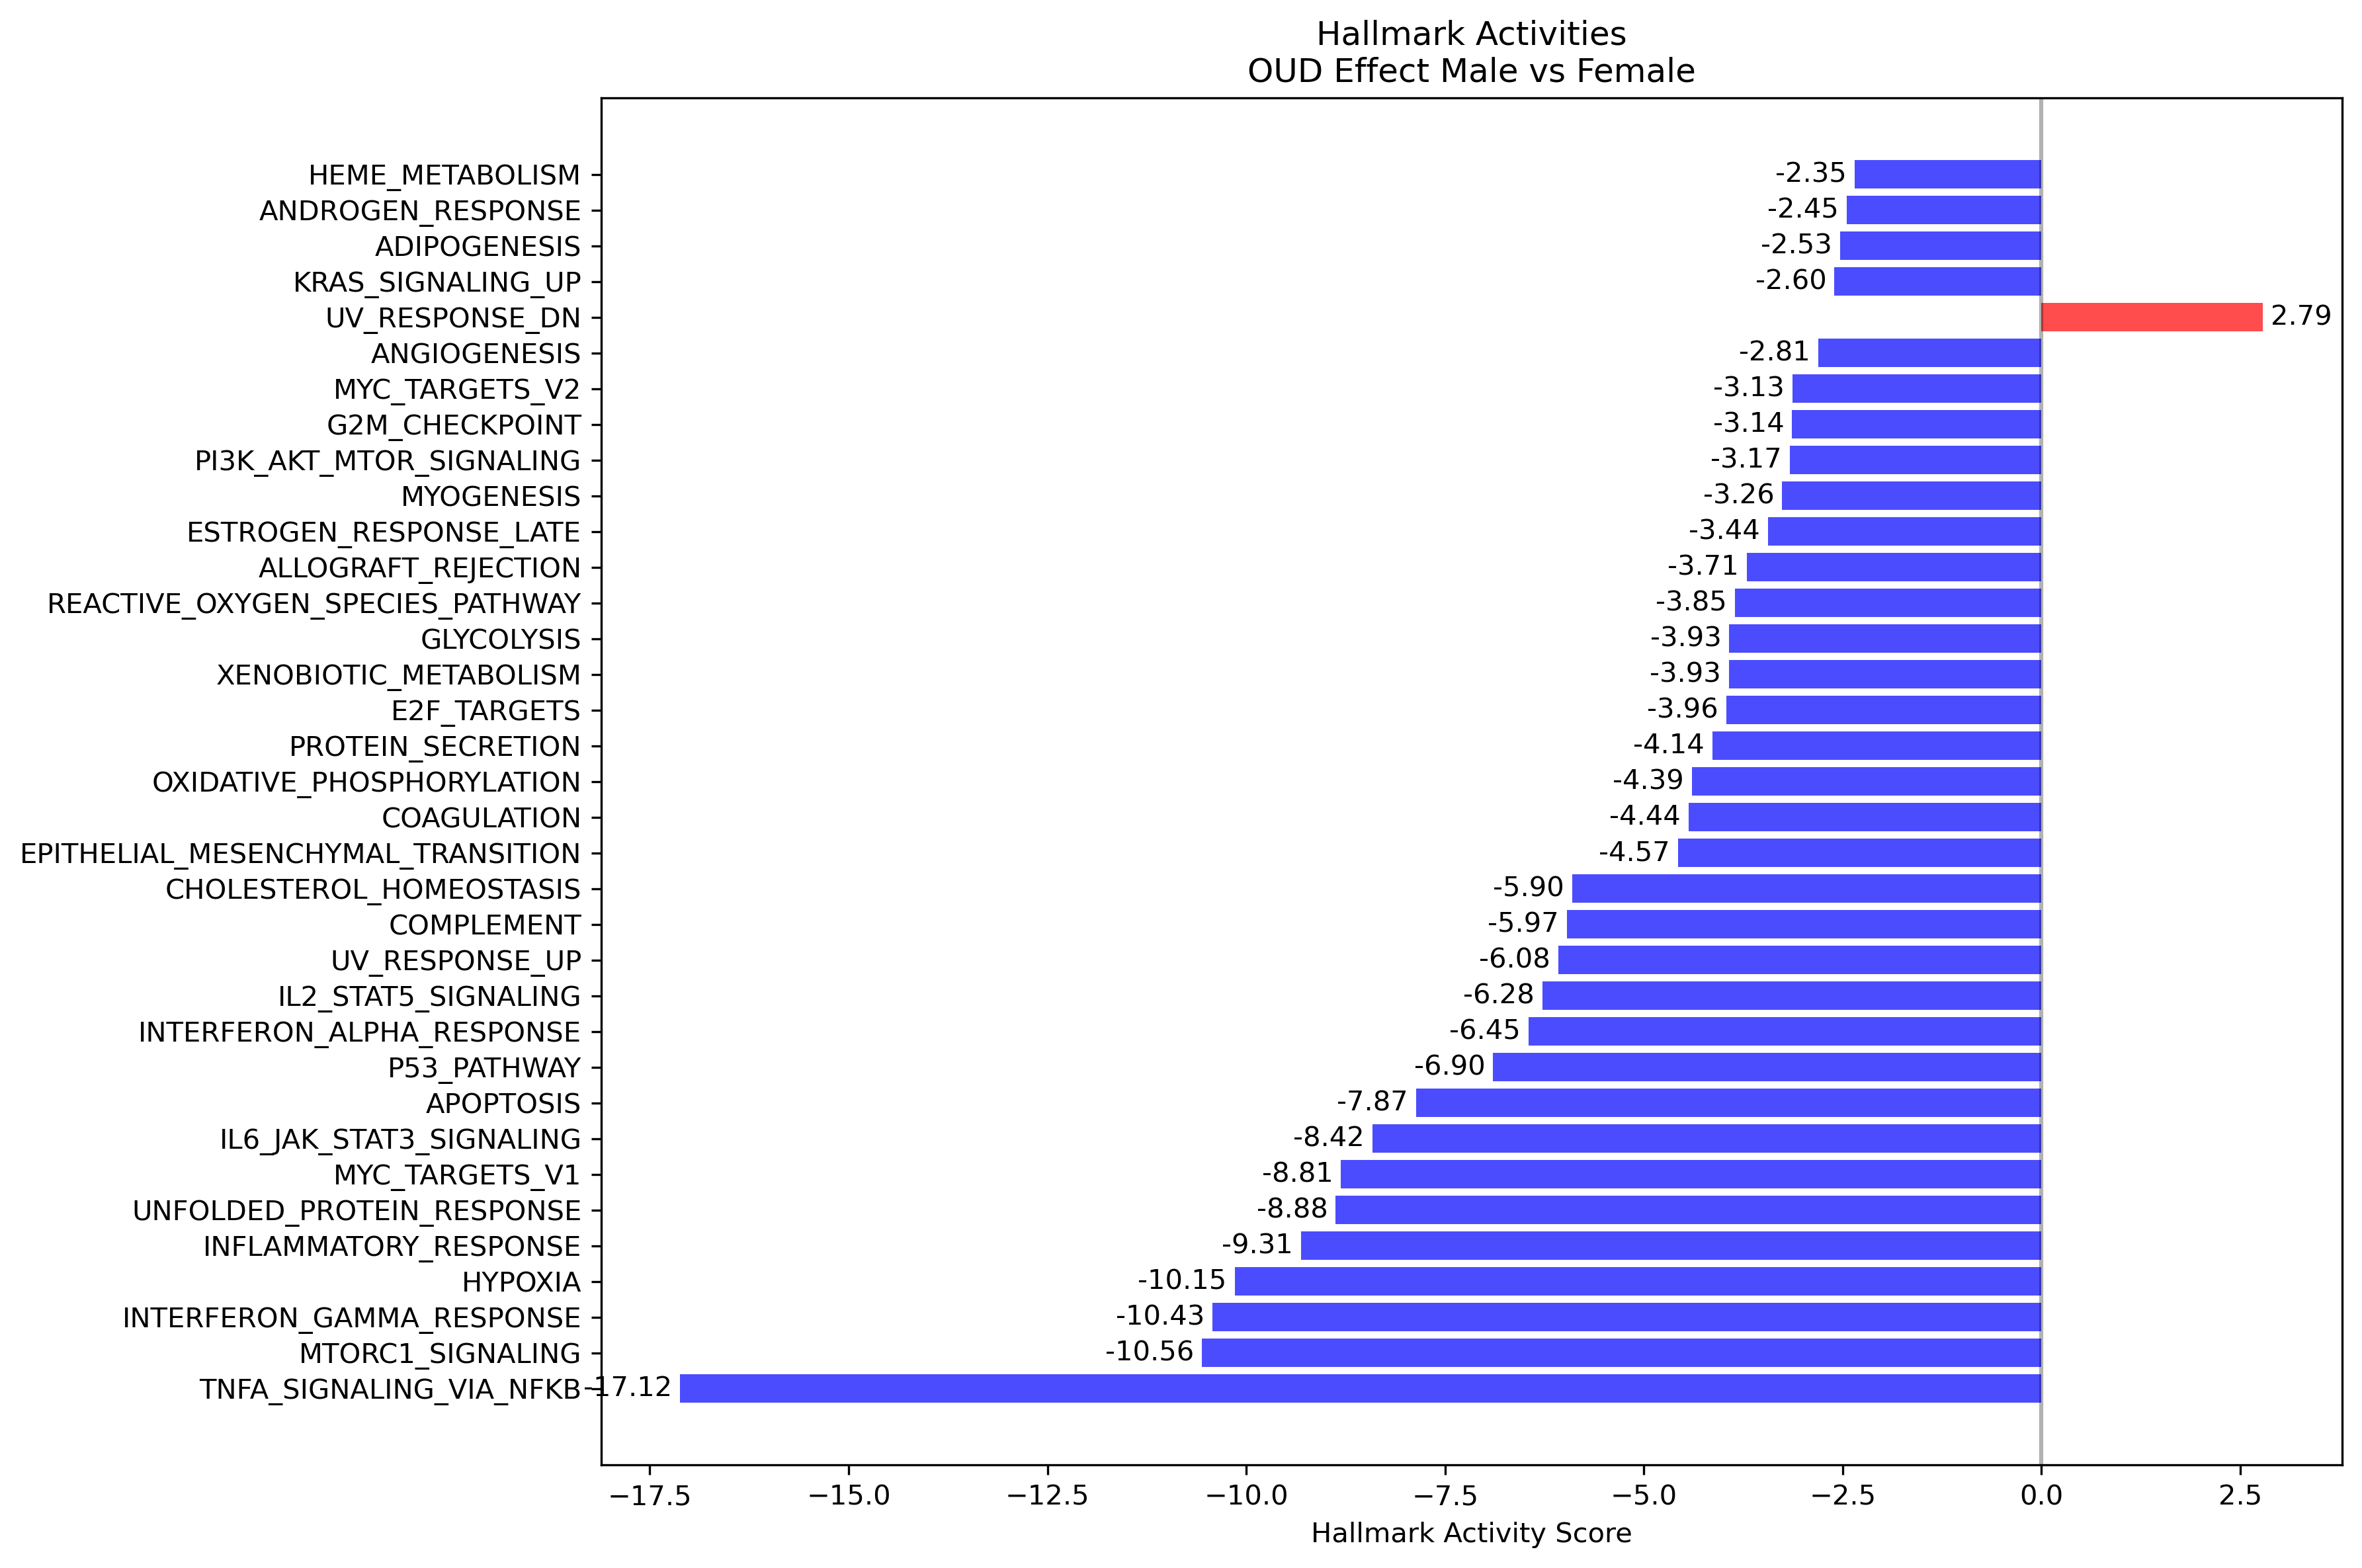 Hallmark Activities
OUD Effect Male vs Female
HEME_METABOLISM -2.35
ANDROGEN_RESPONSE -2.45
ADIPOGENESIS -2.53
KRAS_SIGNALING_UP -2.60
UV_RESPONSE_DN 2.79
ANGIOGENESIS -2.81
MYC_TARGETS_V2 -3.13
G2M_CHECKPOINT -3.14
PI3K_AKT_MTOR_SIGNALING -3.17
MYOGENESIS -3.26
ESTROGEN_RESPONSE_LATE -3.44
ALLOGRAFT_REJECTION -3.71
REACTIVE_OXYGEN_SPECIES_PATHWAY -3.85
GLYCOLYSIS -3.93
XENOBIOTIC_METABOLISM -3.93
E2F_TARGETS -3.96
PROTEIN_SECRETION -4.14
OXIDATIVE_PHOSPHORYLATION -4.39
COAGULATION -4.44
EPITHELIAL_MESENCHYMAL_TRANSITION -4.57
CHOLESTEROL_HOMEOSTASIS -5.90
COMPLEMENT -5.97
UV_RESPONSE_UP -6.08
IL2_STAT5_SIGNALING -6.28
INTERFERON_ALPHA_RESPONSE -6.45
P53_PATHWAY -6.90
APOPTOSIS -7.87
IL6_JAK_STAT3_SIGNALING -8.42
MYC_TARGETS_V1 -8.81
UNFOLDED_PROTEIN_RESPONSE -8.88
INFLAMMATORY_RESPONSE -9.31
HYPOXIA -10.15
INTERFERON_GAMMA_RESPONSE -10.43
MTORC1_SIGNALING -10.56
TNFA_SIGNALING_VIA_NFKB -17.12
−17.5 −15.0 −12.5 −10.0 −7.5 −5.0 −2.5 0.0 2.5
Hallmark Activity Score